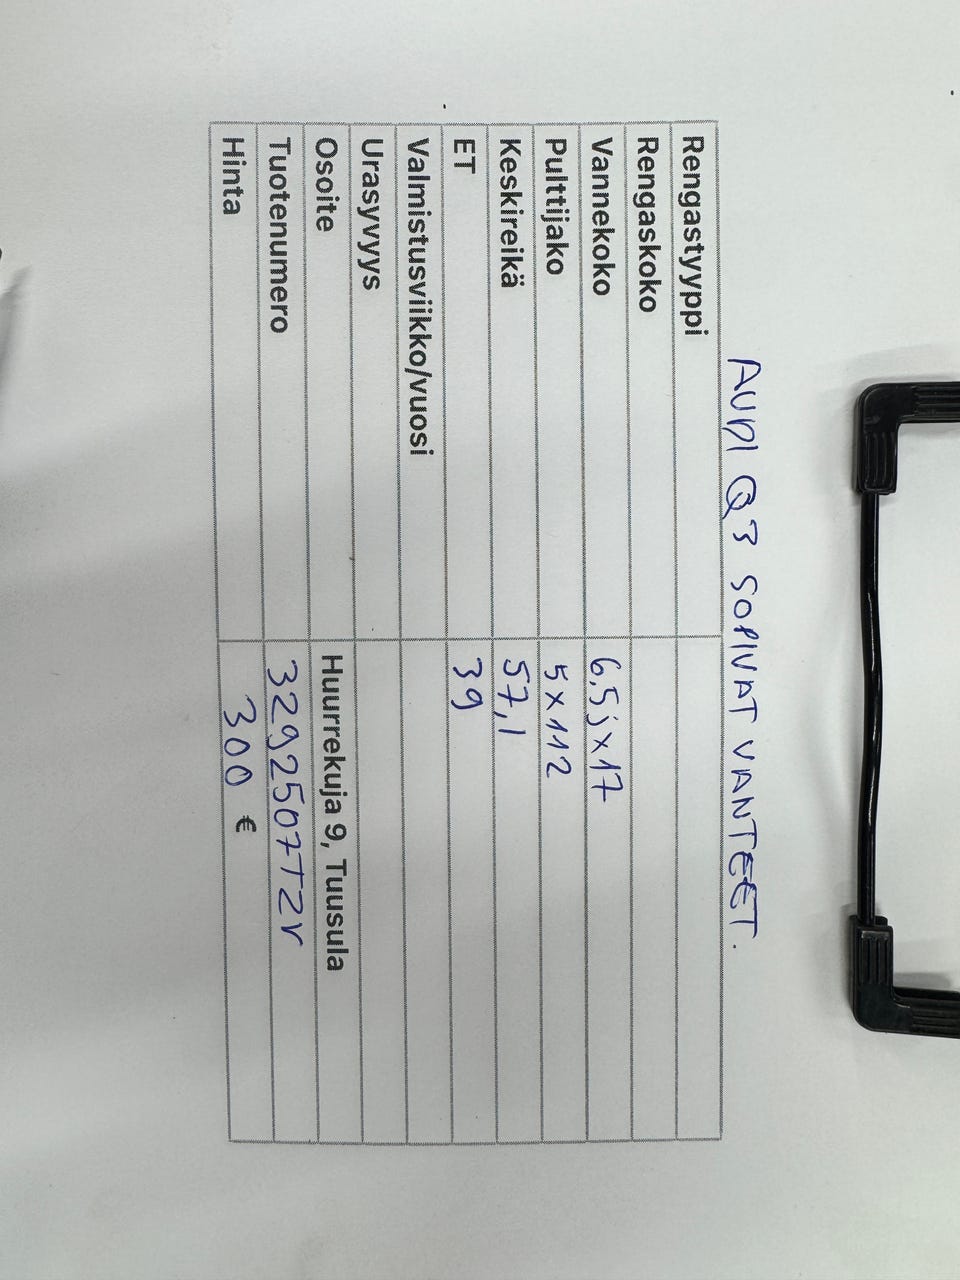 AUDI Q3 SOPIVAT VANTEET.
Rengastyyppi
Rengaskoko
Vannekoko 6,5jx17
Pulttijako 5x112
Keskireikä 57,1
ET 39
Valmistusviikko/vuosi
Urasyvyys
Osoite Huurrekuja 9, Tuusula
Tuotenumero 3292507TZV
Hinta 300 €